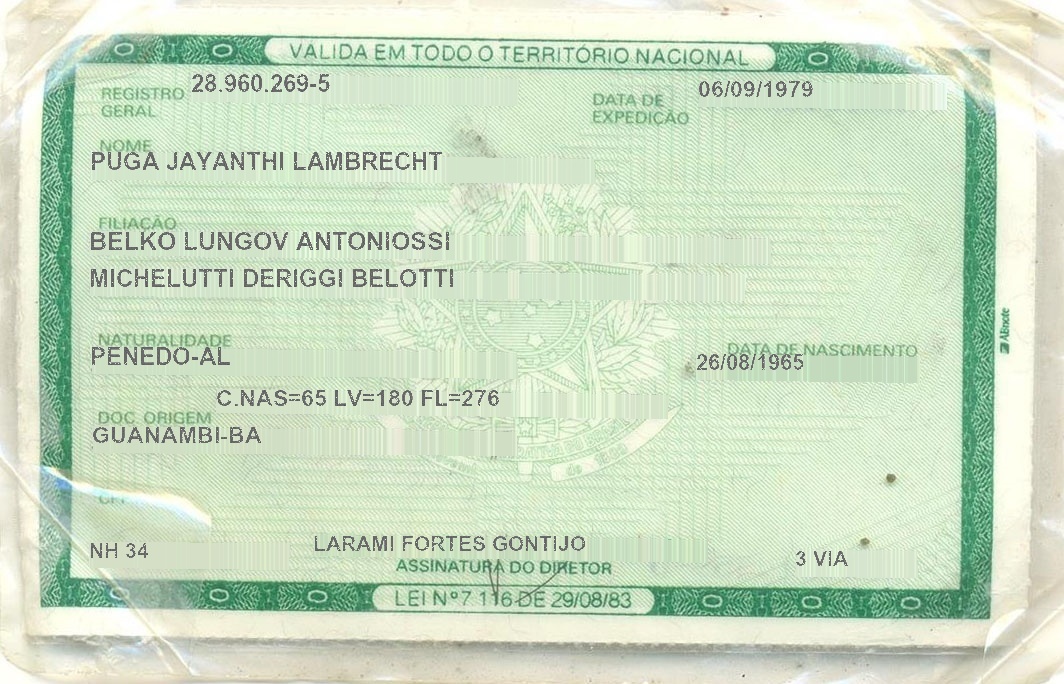 VALIDA EM TODO O TERRITÓRIO NACIONAL
REGISTRO GERAL 28.960.269-5
DATA DE EXPEDIÇÃO 06/09/1979
NOME
PUGA JAYANTHI LAMBRECHT
FILIAÇÃO
BELKO LUNGOV ANTONIOSSI
MICHELUTTI DERIGGI BELOTTI
NATURALIDADE
PENEDO-AL
DATA DE NASCIMENTO
26/08/1965
C.NAS=65 LV=180 FL=276
DOC. ORIGEM
GUANAMBI-BA
CPF
NH 34
LARAMI FORTES GONTIJO
3 VIA
ASSINATURA DO DIRETOR
LEI Nº 7.116 DE 29/08/83
ABnote